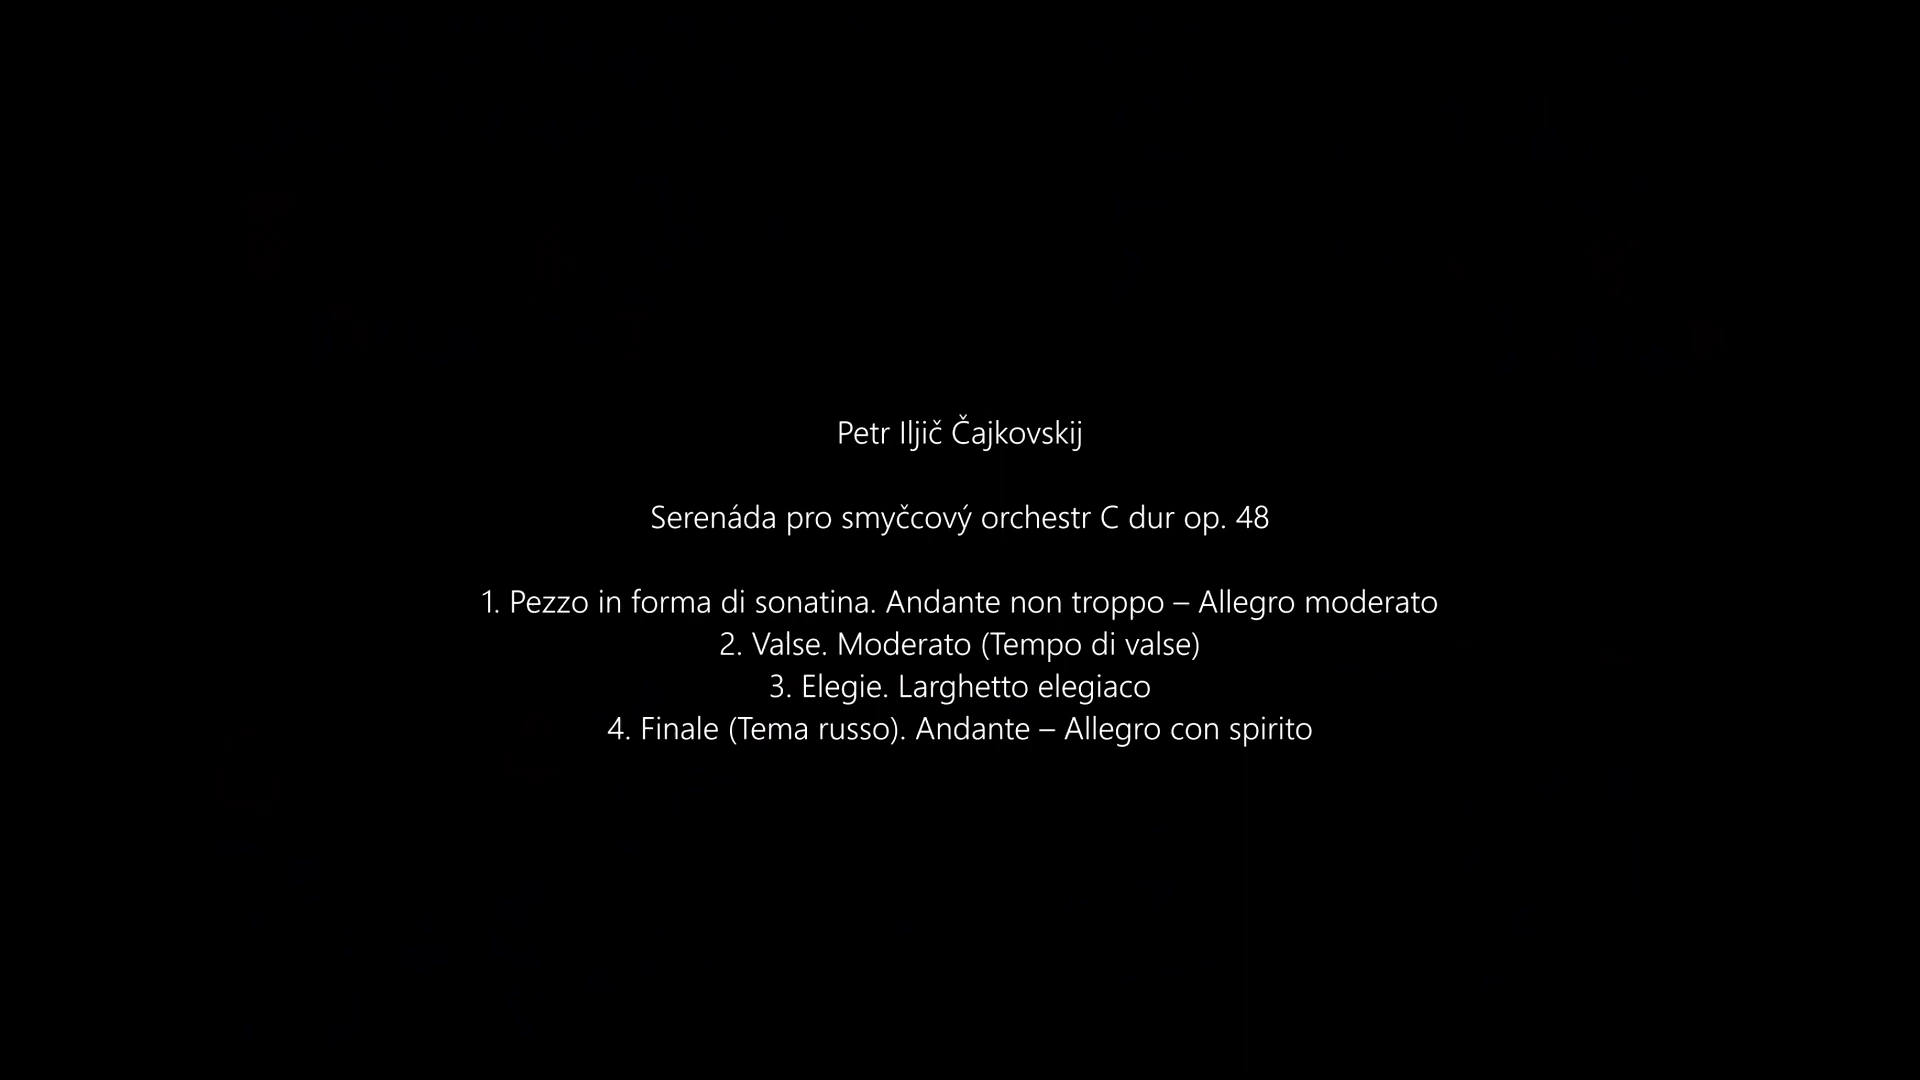 Petr Iljič Čajkovskij
Serenáda pro smyčcový orchestr C dur op. 48
1. Pezzo in forma di sonatina. Andante non troppo – Allegro moderato
2. Valse. Moderato (Tempo di valse)
3. Elegie. Larghetto elegiaco
4. Finale (Tema russo). Andante – Allegro con spirito